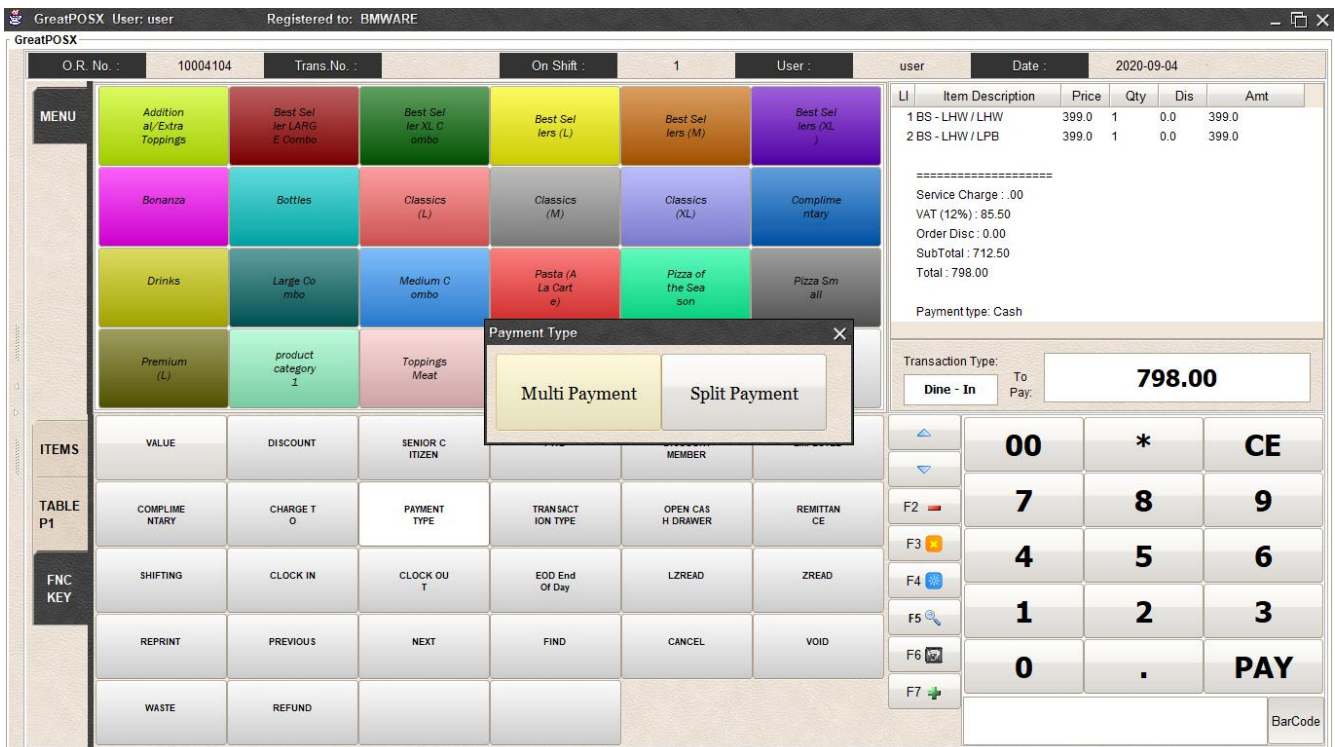 GreatPOSX User: user Registered to: BMWARE
GreatPOSX
O.R. No. : 10004104 Trans.No. : On Shift : 1 User : user Date : 2020-09-04
MENU
Addition
al/Extra
Toppings
Best Sel
ler LARG
E Combo
Best Sel
ler XL C
ombo
Best Sel
lers (L)
Best Sel
lers (M)
Best Sel
lers (XL
)
Bonanza
Bottles
Classics
(L)
Classics
(M)
Classics
(XL)
Complime
ntary
Drinks
Large Co
mbo
Medium C
ombo
Pasta (A
La Cart
e)
Pizza of
the Sea
son
Pizza Sm
all
Premium
(L)
product
category
1
Toppings
Meat
LI Item Description Price Qty Dis Amt
1 BS - LHW / LHW 399.0 1 0.0 399.0
2 BS - LHW / LPB 399.0 1 0.0 399.0
=====================
Service Charge : .00
VAT (12%) : 85.50
Order Disc : 0.00
SubTotal : 712.50
Total : 798.00
Payment type: Cash
Payment Type
Multi Payment
Split Payment
Transaction Type:
Dine - In
To
Pay:
798.00
ITEMS
TABLE
P1
FNC
KEY
VALUE
DISCOUNT
SENIOR C
ITIZEN
MEMBER
COMPLIME
NTARY
CHARGE T
O
PAYMENT
TYPE
TRANSACT
ION TYPE
OPEN CAS
H DRAWER
REMITTAN
CE
SHIFTING
CLOCK IN
CLOCK OU
T
EOD End
Of Day
LZREAD
ZREAD
REPRINT
PREVIOUS
NEXT
FIND
CANCEL
VOID
WASTE
REFUND
F2
F3
F4
F5
F6
F7
00 * CE
7 8 9
4 5 6
1 2 3
0 . PAY
BarCode